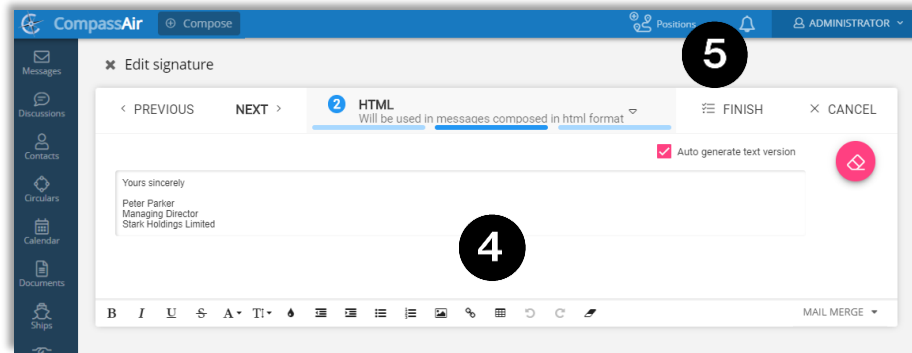 CompassAir
Compose
Positions
ADMINISTRATOR
Messages
Discussions
Contacts
Circulars
Calendar
Documents
Ships
Edit signature
5
PREVIOUS
NEXT
2
HTML
Will be used in messages composed in html format
FINISH
CANCEL
Auto generate text version
Yours sincerely
Peter Parker
Managing Director
Stark Holdings Limited
4
B I U S A T
MAIL MERGE